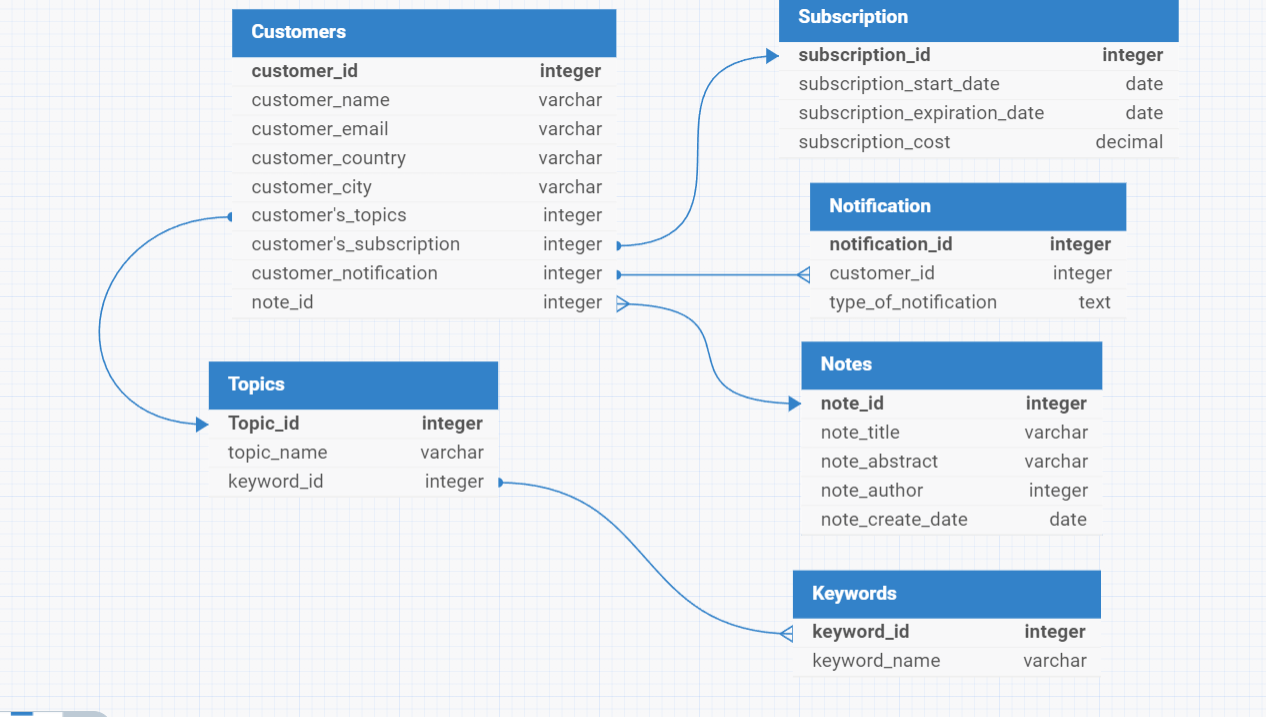 Customers
customer_id integer
customer_name varchar
customer_email varchar
customer_country varchar
customer_city varchar
customer's_topics integer
customer's_subscription integer
customer_notification integer
note_id integer
Subscription
subscription_id integer
subscription_start_date date
subscription_expiration_date date
subscription_cost decimal
Notification
notification_id integer
customer_id integer
type_of_notification text
Topics
Topic_id integer
topic_name varchar
keyword_id integer
Notes
note_id integer
note_title varchar
note_abstract varchar
note_author integer
note_create_date date
Keywords
keyword_id integer
keyword_name varchar